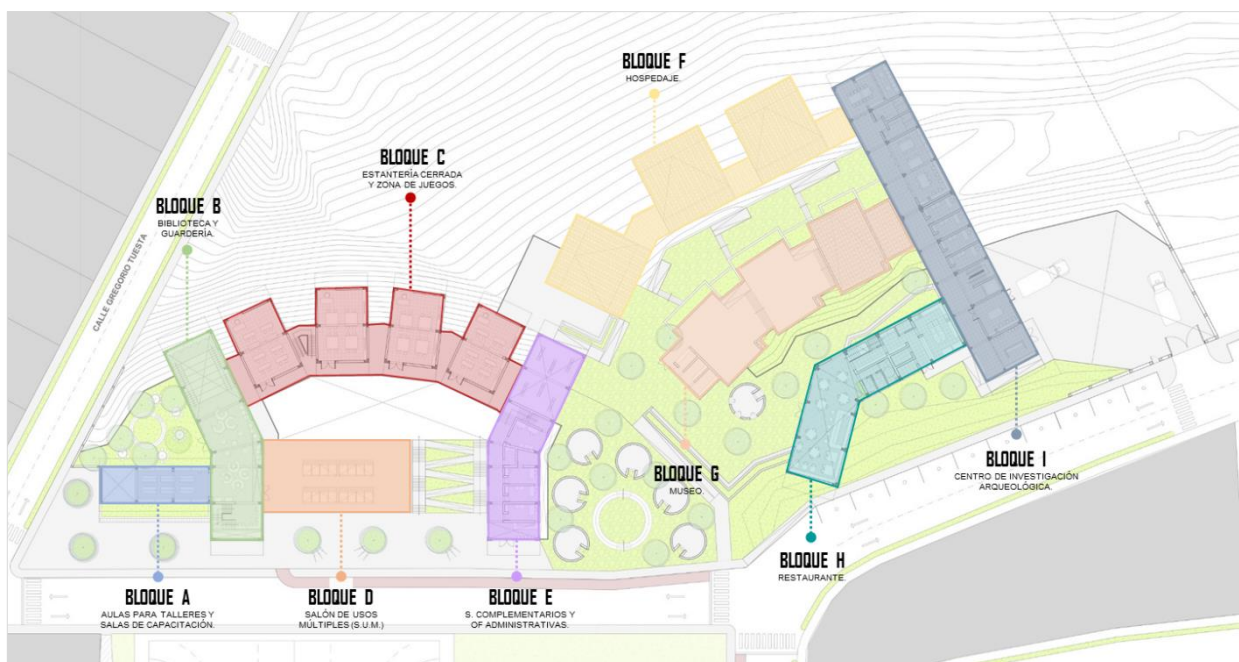 BLOQUE F
HOSPEDAJE.
BLOQUE C
ESTANTERÍA CERRADA
Y ZONA DE JUEGOS.
BLOQUE B
BIBLIOTECA Y
GUARDERÍA.
CALLE GREGORIO TUESTA
BLOQUE G
MUSEO.
BLOQUE I
CENTRO DE INVESTIGACIÓN
ARQUEOLÓGICA.
BLOQUE H
RESTAURANTE.
BLOQUE A
AULAS PARA TALLERES Y
SALAS DE CAPACITACIÓN.
BLOQUE D
SALÓN DE USOS
MÚLTIPLES (S.U.M.)
BLOQUE E
S. COMPLEMENTARIOS Y
OF ADMINISTRATIVAS.